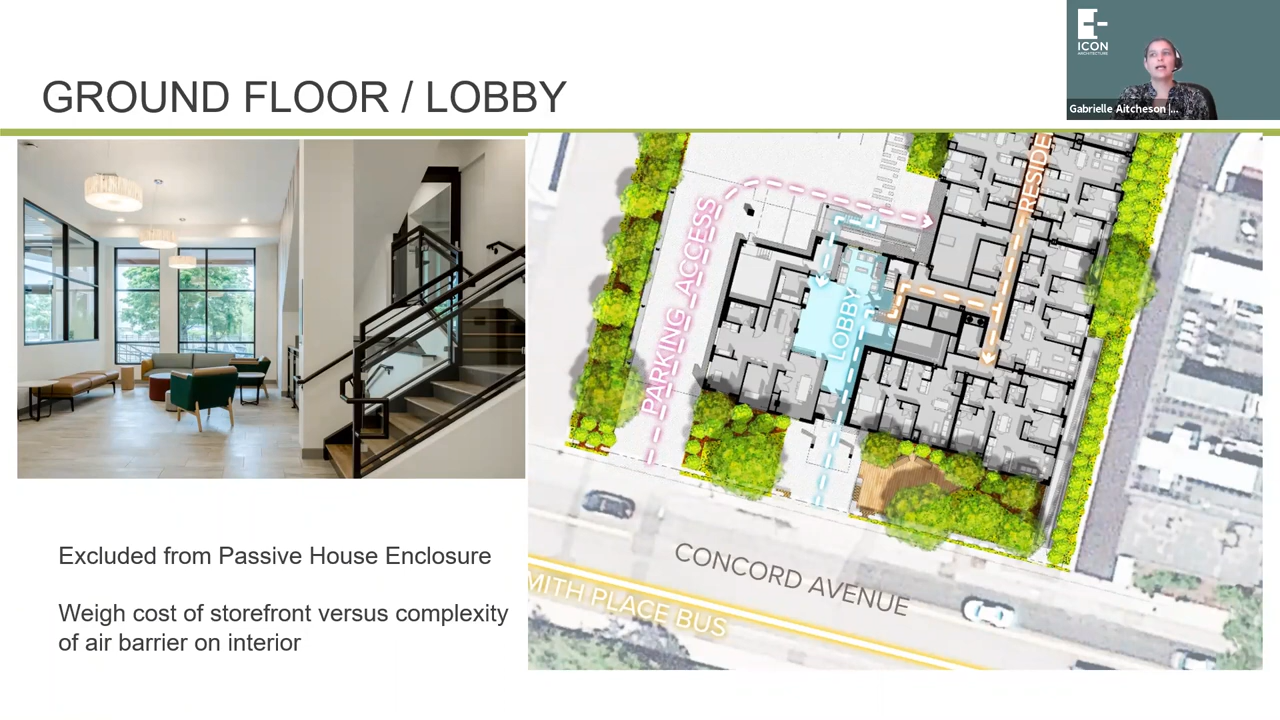 GROUND FLOOR / LOBBY
ICON
ARCHITECTURE
Gabrielle Aitcheson |...
PARKING ACCESS
LOBBY
RESIDE
CONCORD AVENUE
MITH PLACE BUS
Excluded from Passive House Enclosure
Weigh cost of storefront versus complexity
of air barrier on interior